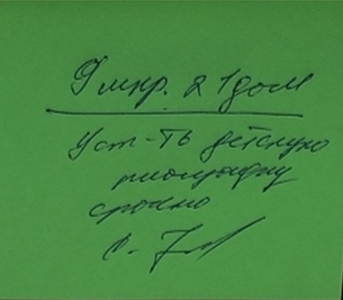 9 мкр. 21 дом
Уст-ть детскую
площадку
срочно